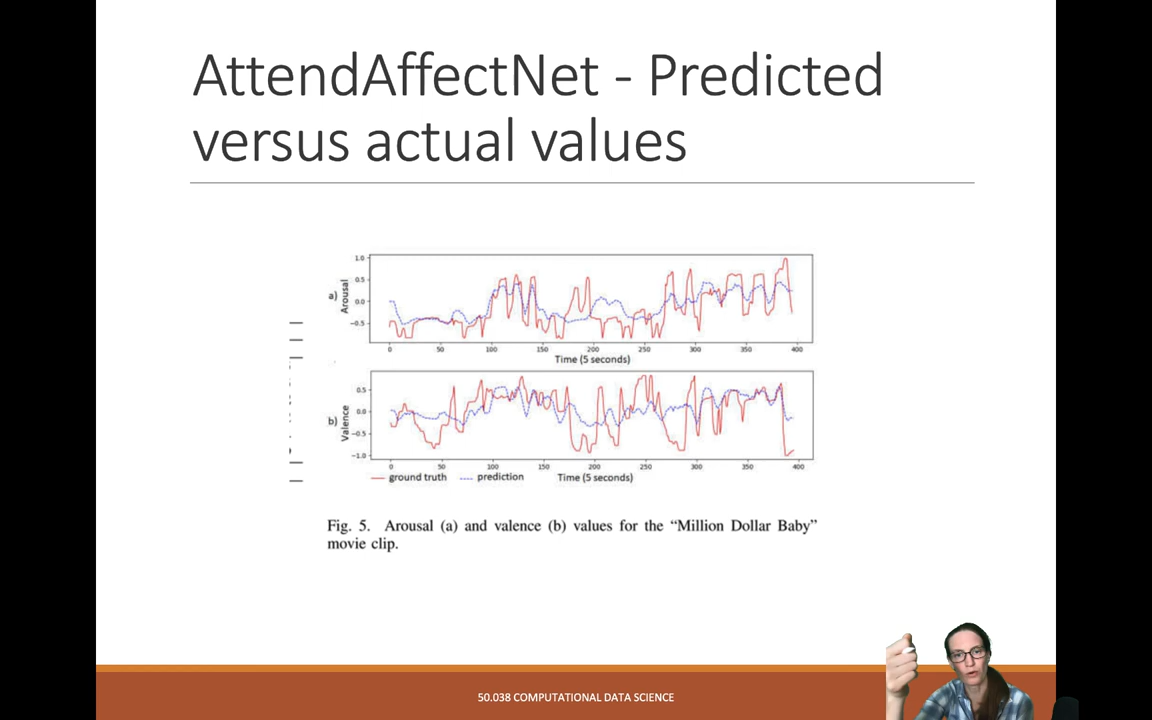 AttendAffectNet - Predicted
versus actual values
1.0
0.5
0.0
−0.5
a)
Arousal
0 50 100 150 200 250 300 350 400
Time (5 seconds)
0.5
0.0
−0.5
−1.0
b)
Valence
0 50 100 150 200 250 300 350 400
ground truth prediction Time (5 seconds)
Fig. 5. Arousal (a) and valence (b) values for the “Million Dollar Baby”
movie clip.
50.038 COMPUTATIONAL DATA SCIENCE